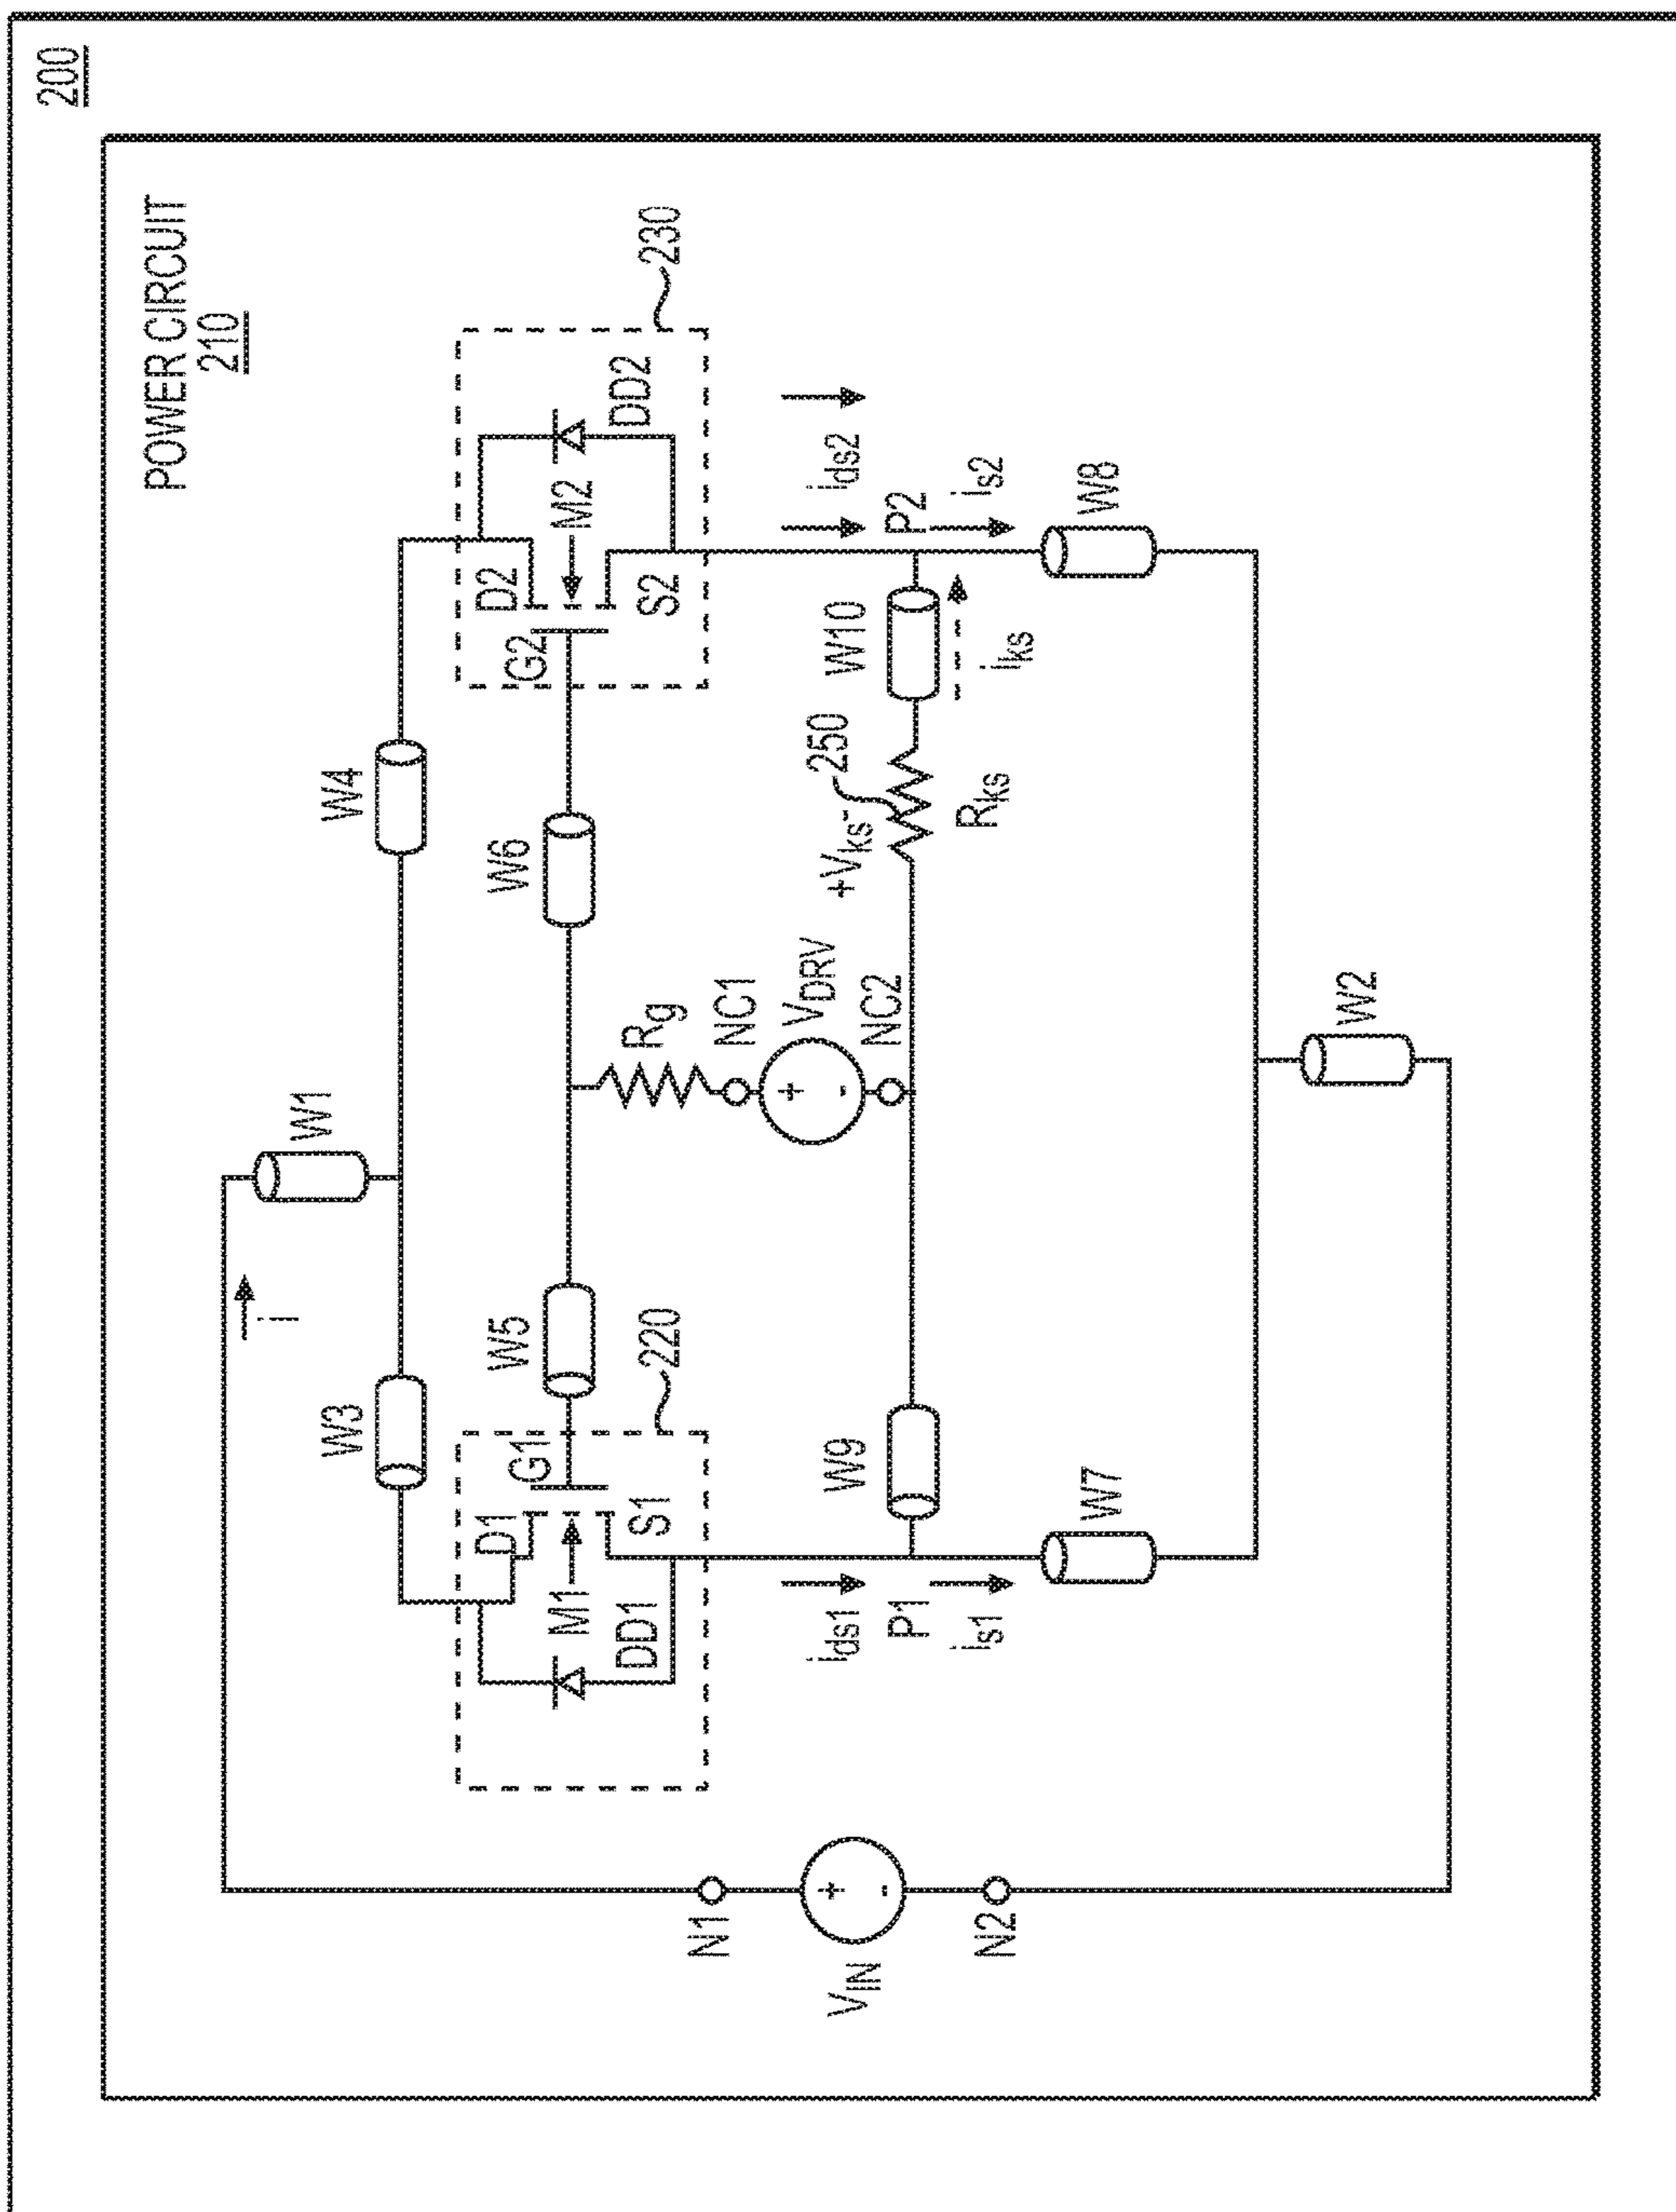 200
POWER CIRCUIT
210
W1
i
W3
W4
D1
G1
M1
S1
DD1
220
W5
W6
D2
G2
M2
S2
DD2
230
Rg
NC1
+
VDRV
-
NC2
N1
+
VIN
-
N2
ids1
P1
is1
W9
+Vks-
250
Rks
W10
iks
ids2
P2
is2
W7
W8
W2